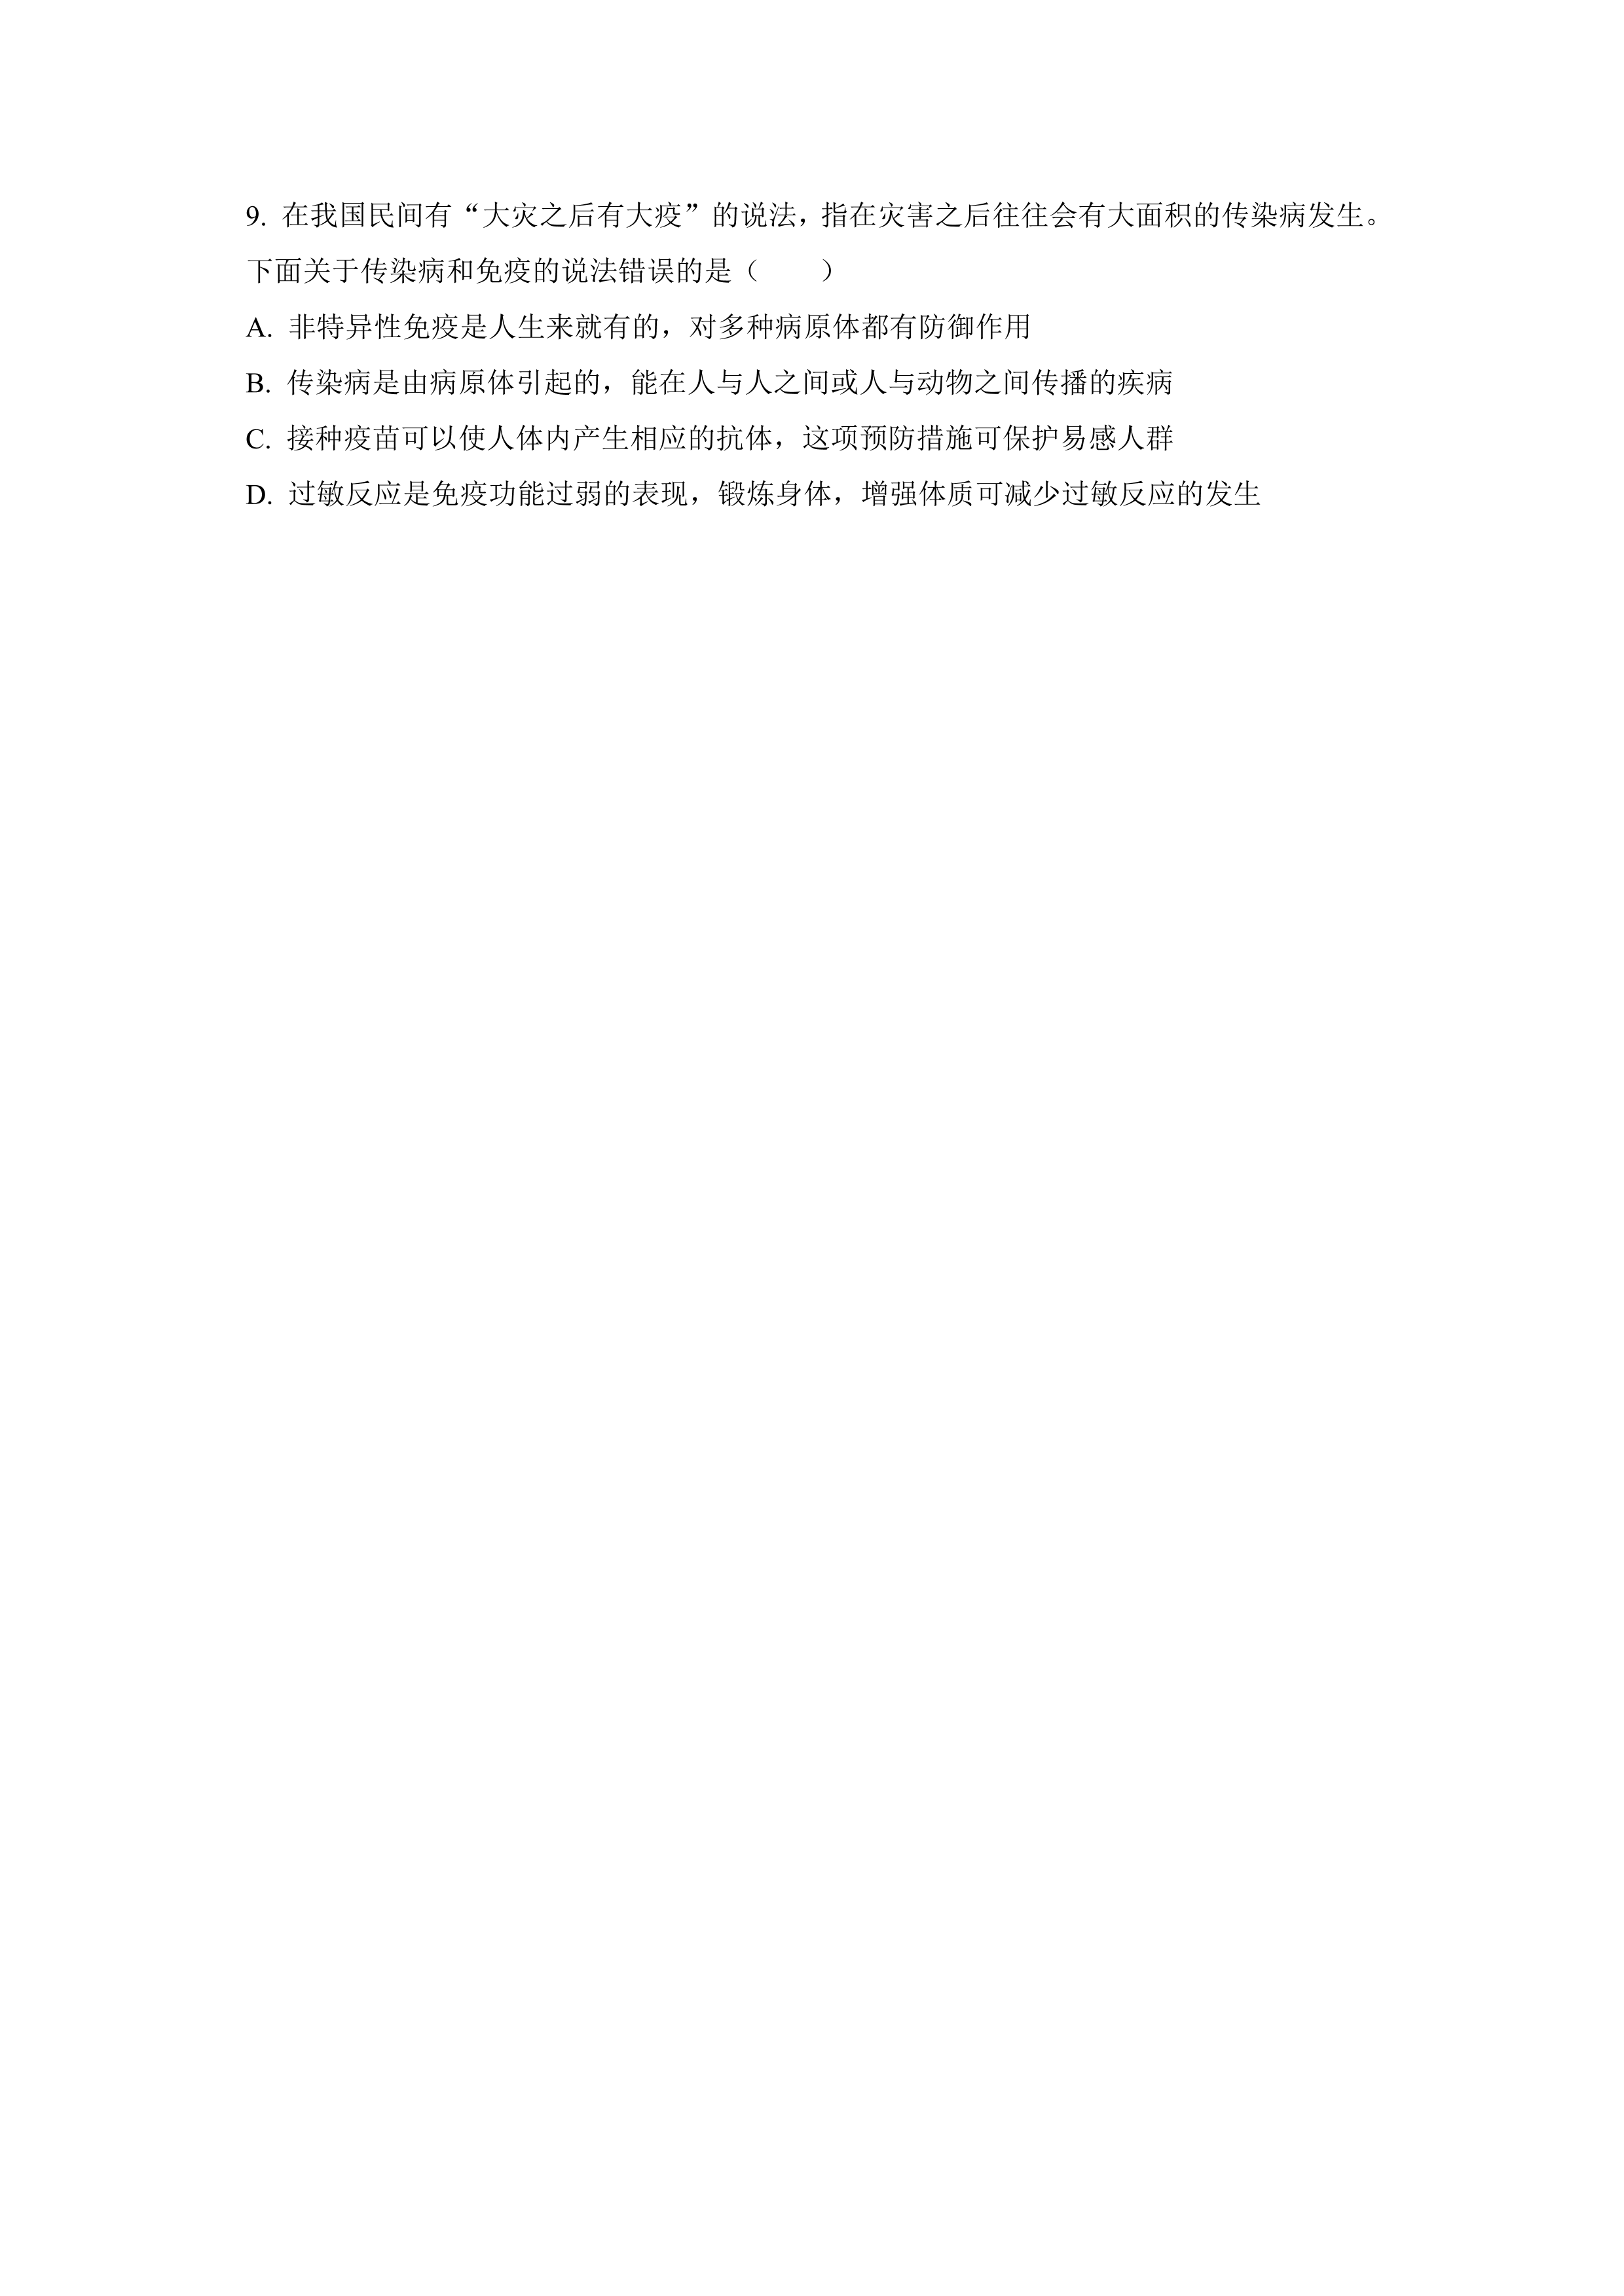 9. 在我国民间有“大灾之后有大疫”的说法，指在灾害之后往往会有大面积的传染病发生。
下面关于传染病和免疫的说法错误的是（　　）
A. 非特异性免疫是人生来就有的，对多种病原体都有防御作用
B. 传染病是由病原体引起的，能在人与人之间或人与动物之间传播的疾病
C. 接种疫苗可以使人体内产生相应的抗体，这项预防措施可保护易感人群
D. 过敏反应是免疫功能过弱的表现，锻炼身体，增强体质可减少过敏反应的发生